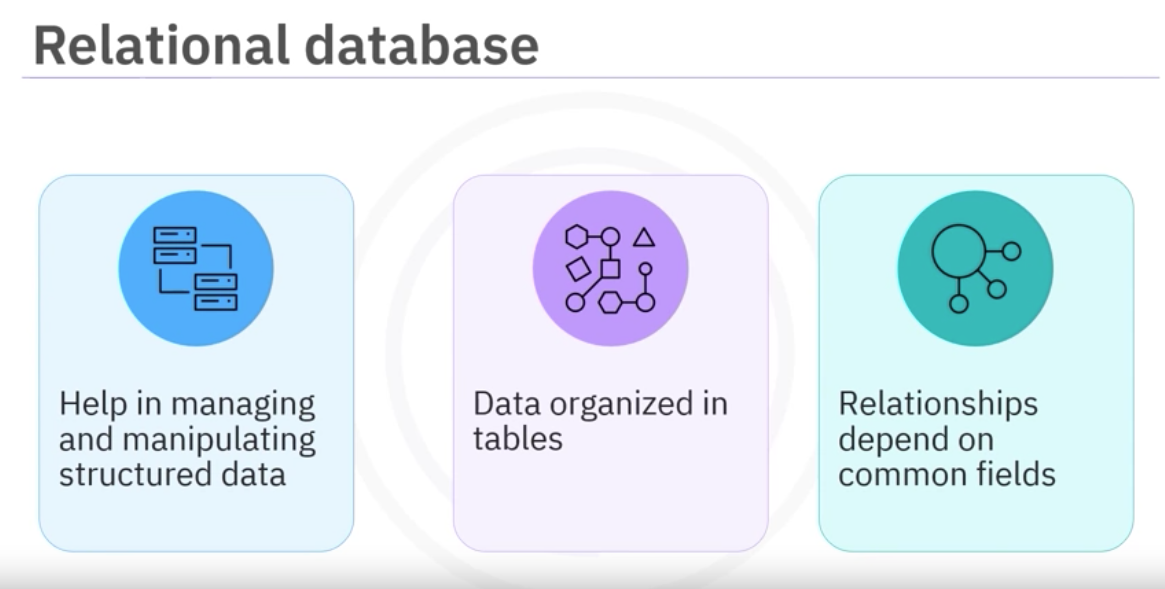 Relational database
Help in managing
and manipulating
structured data
Data organized in
tables
Relationships
depend on
common fields